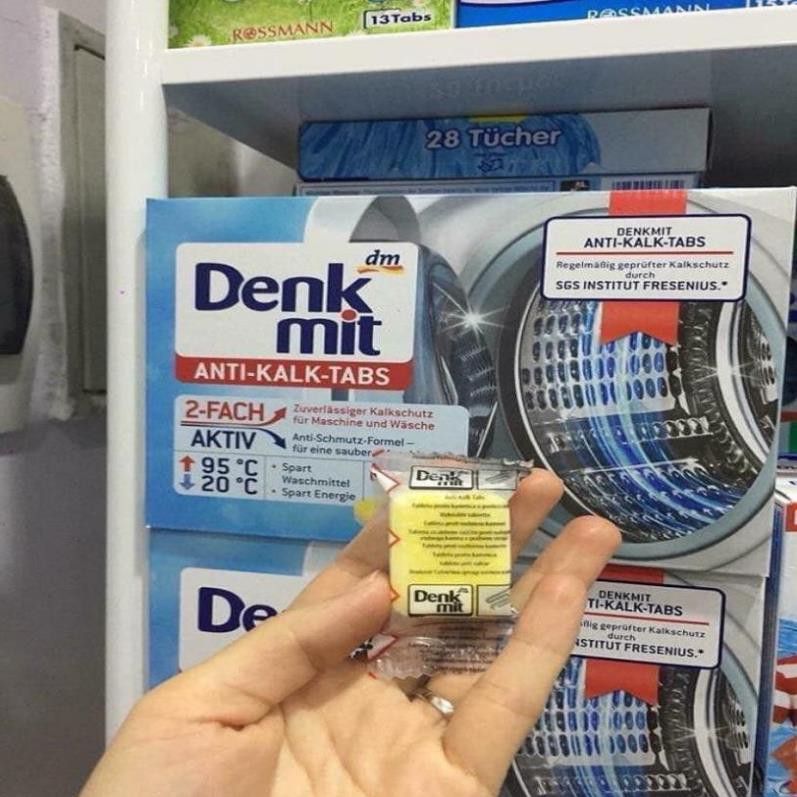 ROSSMANN
13Tabs
ROSSMANN
28 Tücher
dm
Denk
mit
ANTI-KALK-TABS
2-FACH
AKTIV
Zuverlässiger Kalkschutz
für Maschine und Wäsche
Anti-Schmutz-Formel –
für eine saubere
95 °C
20 °C
• Spart
Waschmittel
• Spart Energie
DENKMIT
ANTI-KALK-TABS
Regelmäßig geprüfter Kalkschutz
durch
SGS INSTITUT FRESENIUS.*
Denk
mit
Anti-Kalk Tabs
Denk
mit
De
DENKMIT
TI-KALK-TABS
ßig geprüfter Kalkschutz
durch
NSTITUT FRESENIUS.*